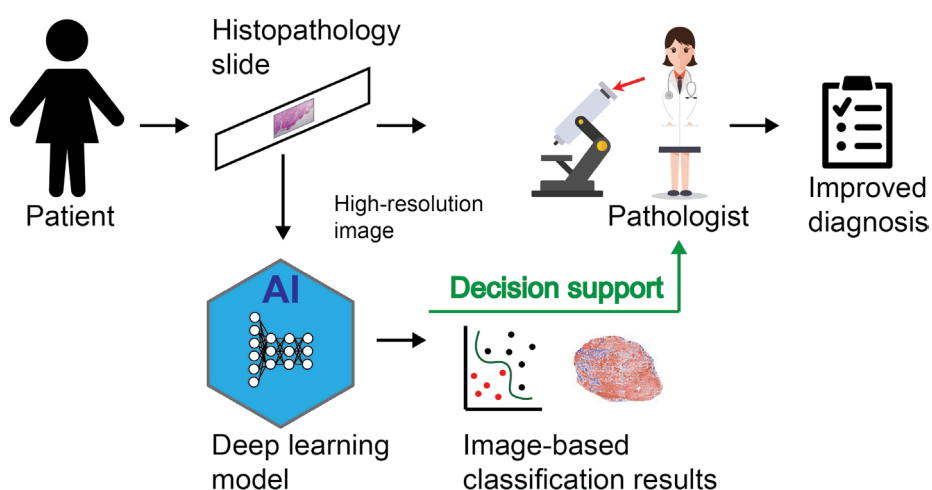 Histopathology
slide
Patient
High-resolution
image
Pathologist
Improved
diagnosis
AI
Decision support
Deep learning
model
Image-based
classification results